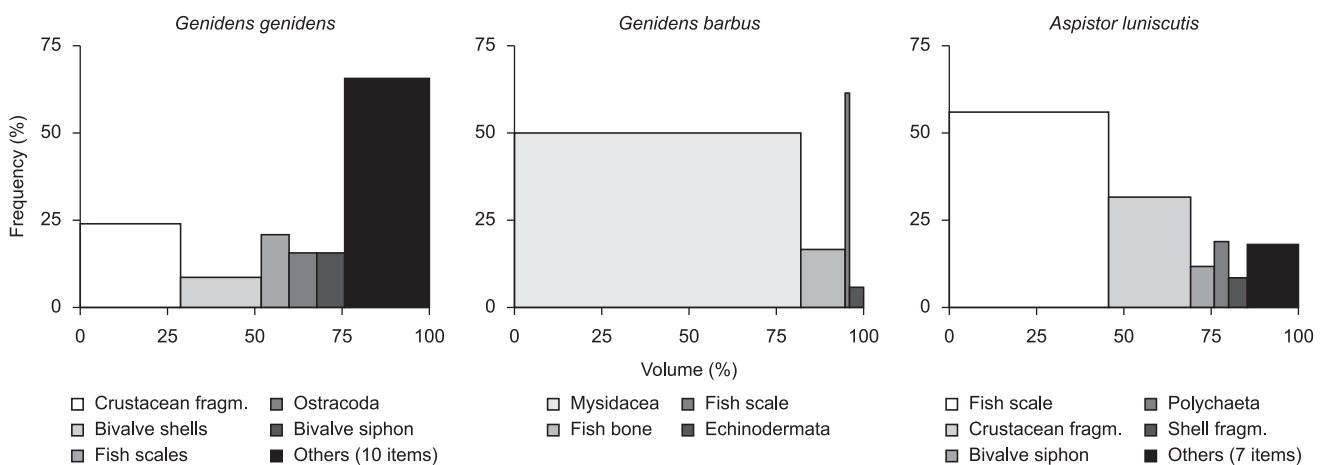 Genidens genidens
Genidens barbus
Aspistor luniscutis
Frequency (%)
75
50
25
0
0 25 50 75 100
75
50
25
0
0 25 50 75 100
75
50
25
0
0 25 50 75 100
Volume (%)
Crustacean fragm.
Bivalve shells
Fish scales
Ostracoda
Bivalve siphon
Others (10 items)
Mysidacea
Fish bone
Fish scale
Echinodermata
Fish scale
Crustacean fragm.
Bivalve siphon
Polychaeta
Shell fragm.
Others (7 items)